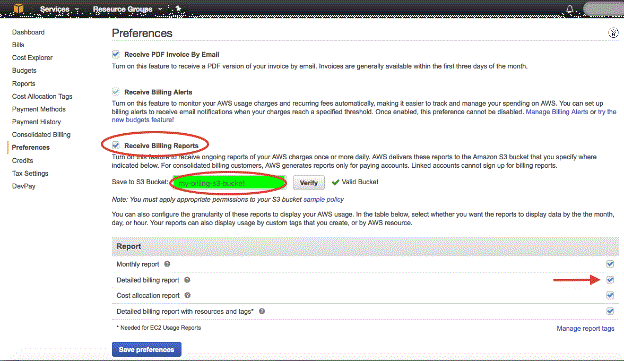 Services Resource Groups
Dashboard
Bills
Cost Explorer
Budgets
Reports
Cost Allocation Tags
Payment Methods
Payment History
Consolidated Billing
Preferences
Credits
Tax Settings
DevPay
Preferences
Receive PDF Invoice By Email
Turn on this feature to receive a PDF version of your invoice by email. Invoices are generally available within the first three days of the month.
Receive Billing Alerts
Turn on this feature to monitor your AWS usage charges and recurring fees automatically, making it easier to track and manage your spending on AWS. You can set up
billing alerts to receive email notifications when your charges reach a specified threshold. Once enabled, this preference cannot be disabled. Manage Billing Alerts or try
the new budgets feature!
Receive Billing Reports
Turn on this feature to receive ongoing reports of your AWS charges once or more daily. AWS delivers these reports to the Amazon S3 bucket that you specify where
indicated below. For consolidated billing customers, AWS generates reports only for paying accounts. Linked accounts cannot sign up for billing reports.
Save to S3 Bucket: my-billing-s3-bucket Verify Valid Bucket
Note: You must apply appropriate permissions to your S3 bucket sample policy
You can also configure the granularity of these reports to display your AWS usage. In the table below, select whether you want the reports to display data by the the month,
day, or hour. Your reports can also display usage by custom tags that you create, or by AWS resource.
Report
Monthly report ?
Detailed billing report ?
Cost allocation report ?
Detailed billing report with resources and tags* ?
* Needed for EC2 Usage Reports Manage report tags
Save preferences